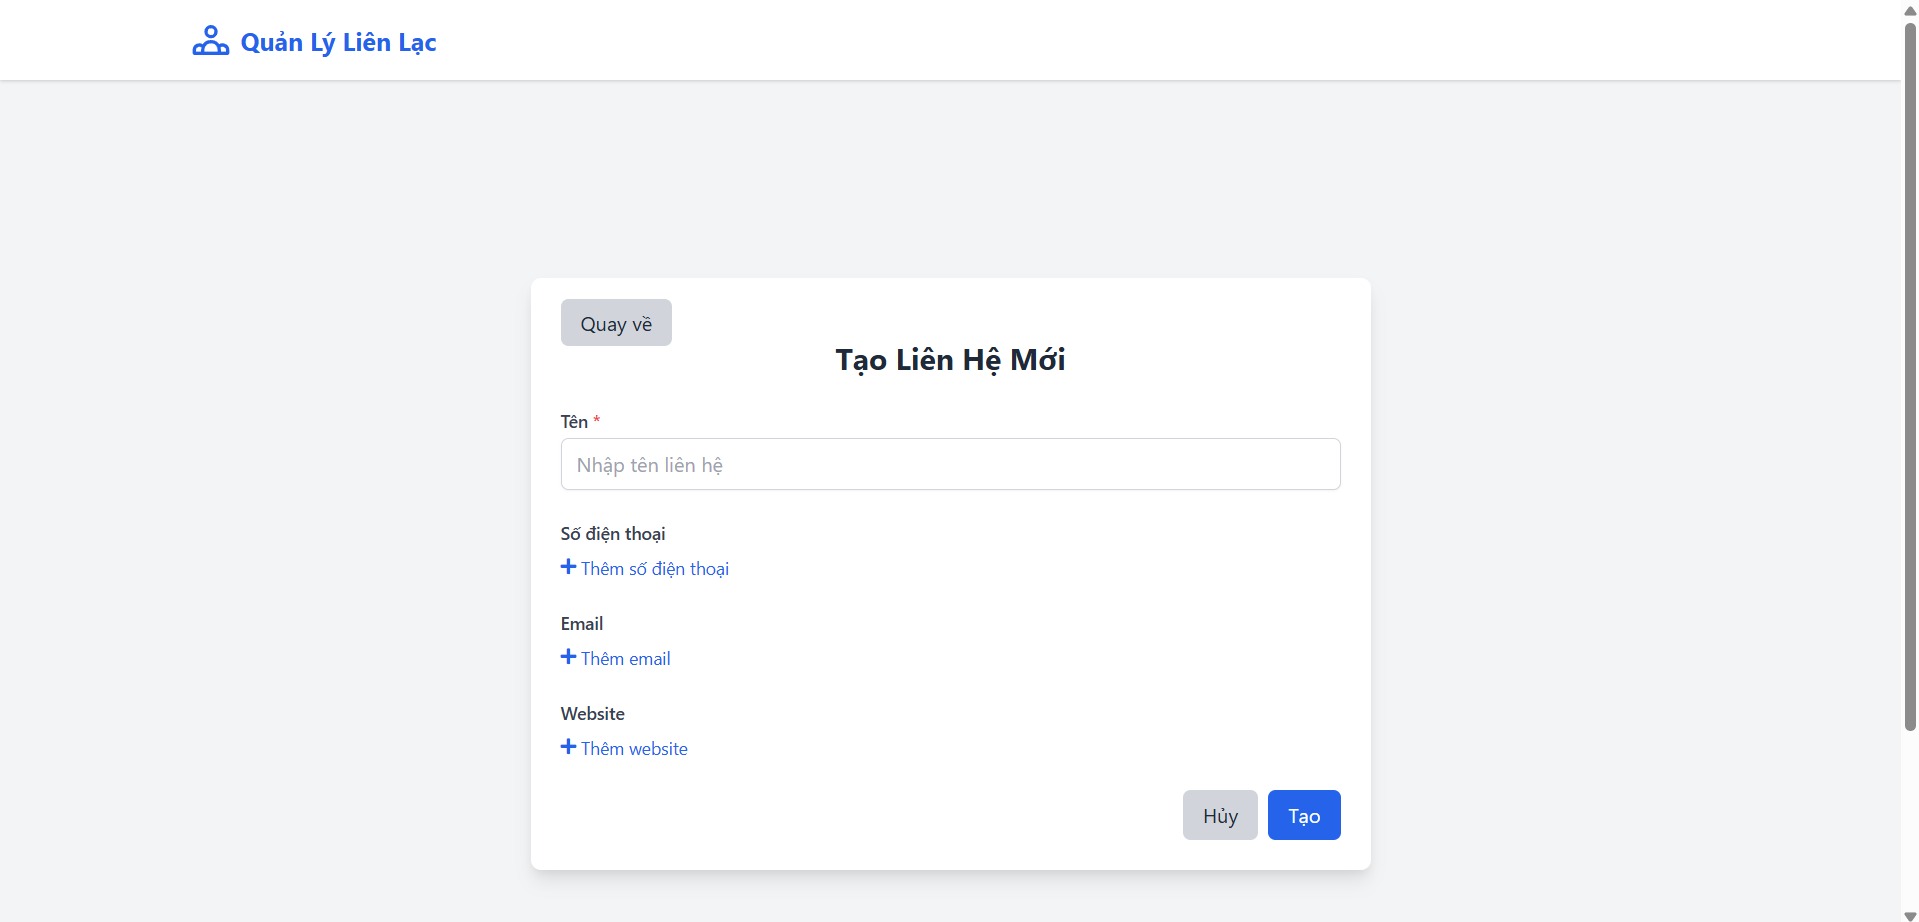 Quản Lý Liên Lạc
Quay về
Tạo Liên Hệ Mới
Tên *
Nhập tên liên hệ
Số điện thoại
+ Thêm số điện thoại
Email
+ Thêm email
Website
+ Thêm website
Hủy Tạo